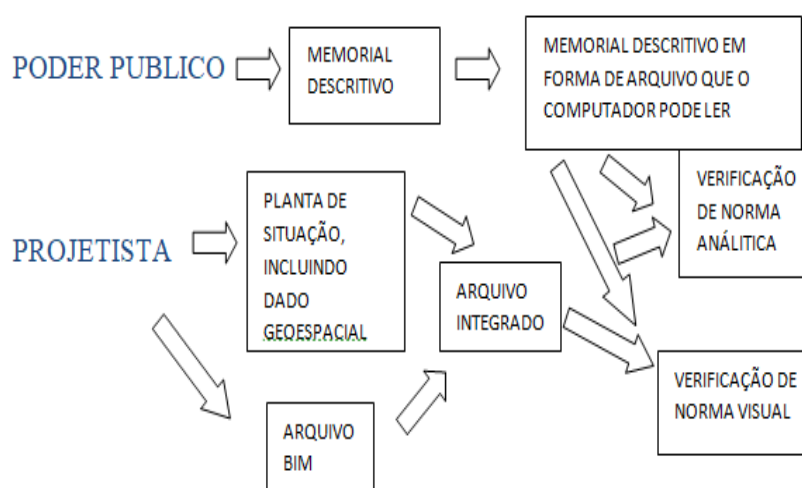 PODER PUBLICO
MEMORIAL
DESCRITIVO
MEMORIAL DESCRITIVO EM
FORMA DE ARQUIVO QUE O
COMPUTADOR PODE LER
PROJETISTA
PLANTA DE
SITUAÇÃO,
INCLUINDO
DADO
GEOESPACIAL
VERIFICAÇÃO
DE NORMA
ANÁLITICA
ARQUIVO
INTEGRADO
ARQUIVO
BIM
VERIFICAÇÃO DE
NORMA VISUAL